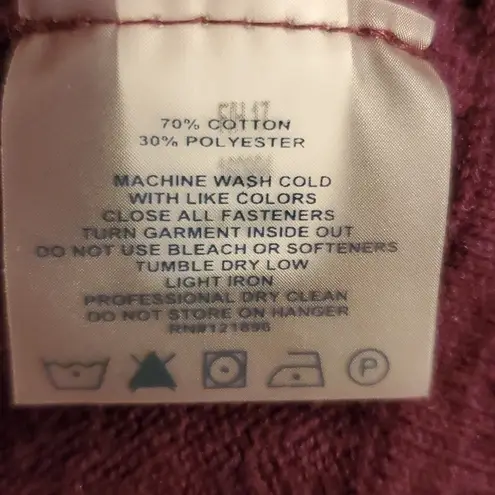 70% COTTON
30% POLYESTER
MACHINE WASH COLD
WITH LIKE COLORS
CLOSE ALL FASTENERS
TURN GARMENT INSIDE OUT
DO NOT USE BLEACH OR SOFTENERS
TUMBLE DRY LOW
LIGHT IRON
PROFESSIONAL DRY CLEAN
DO NOT STORE ON HANGER
RN#121896
P